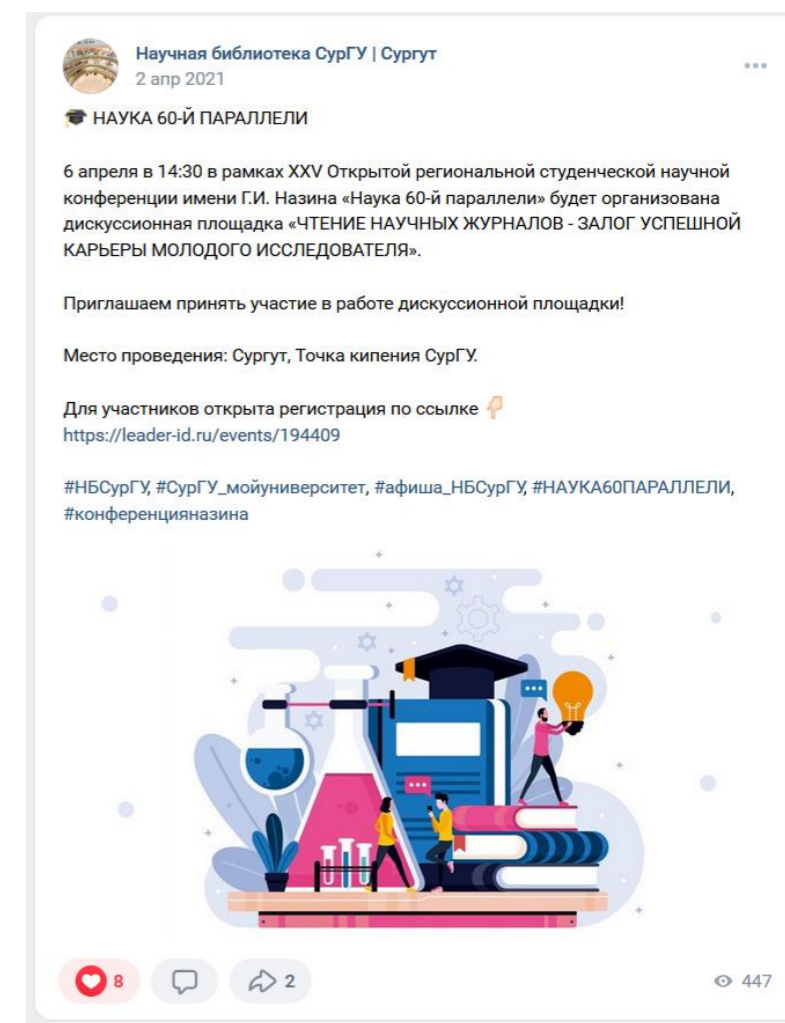 Научная библиотека СурГУ | Сургут
2 апр 2021
🎓 НАУКА 60-Й ПАРАЛЛЕЛИ
6 апреля в 14:30 в рамках XXV Открытой региональной студенческой научной
конференции имени Г.И. Назина «Наука 60-й параллели» будет организована
дискуссионная площадка «ЧТЕНИЕ НАУЧНЫХ ЖУРНАЛОВ - ЗАЛОГ УСПЕШНОЙ
КАРЬЕРЫ МОЛОДОГО ИССЛЕДОВАТЕЛЯ».
Приглашаем принять участие в работе дискуссионной площадки!
Место проведения: Сургут, Точка кипения СурГУ.
Для участников открыта регистрация по ссылке 👇🏻
https://leader-id.ru/events/194409
#НБСурГУ, #СурГУ_мойуниверситет, #афиша_НБСурГУ, #НАУКА60ПАРАЛЛЕЛИ,
#конференцияназина
8 2 447